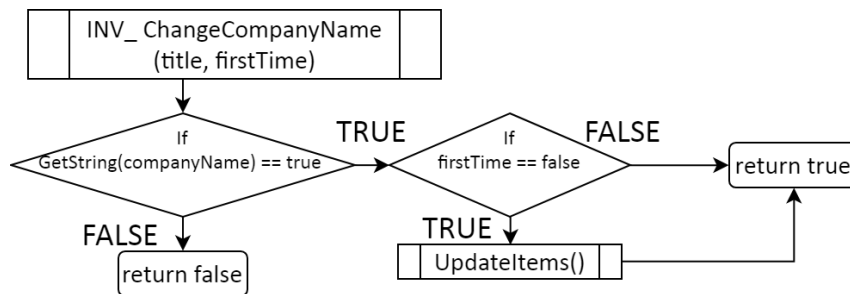 INV_ ChangeCompanyName
(title, firstTime)
If
GetString(companyName) == true
TRUE
If
firstTime == false
FALSE
return true
FALSE
return false
TRUE
UpdateItems()